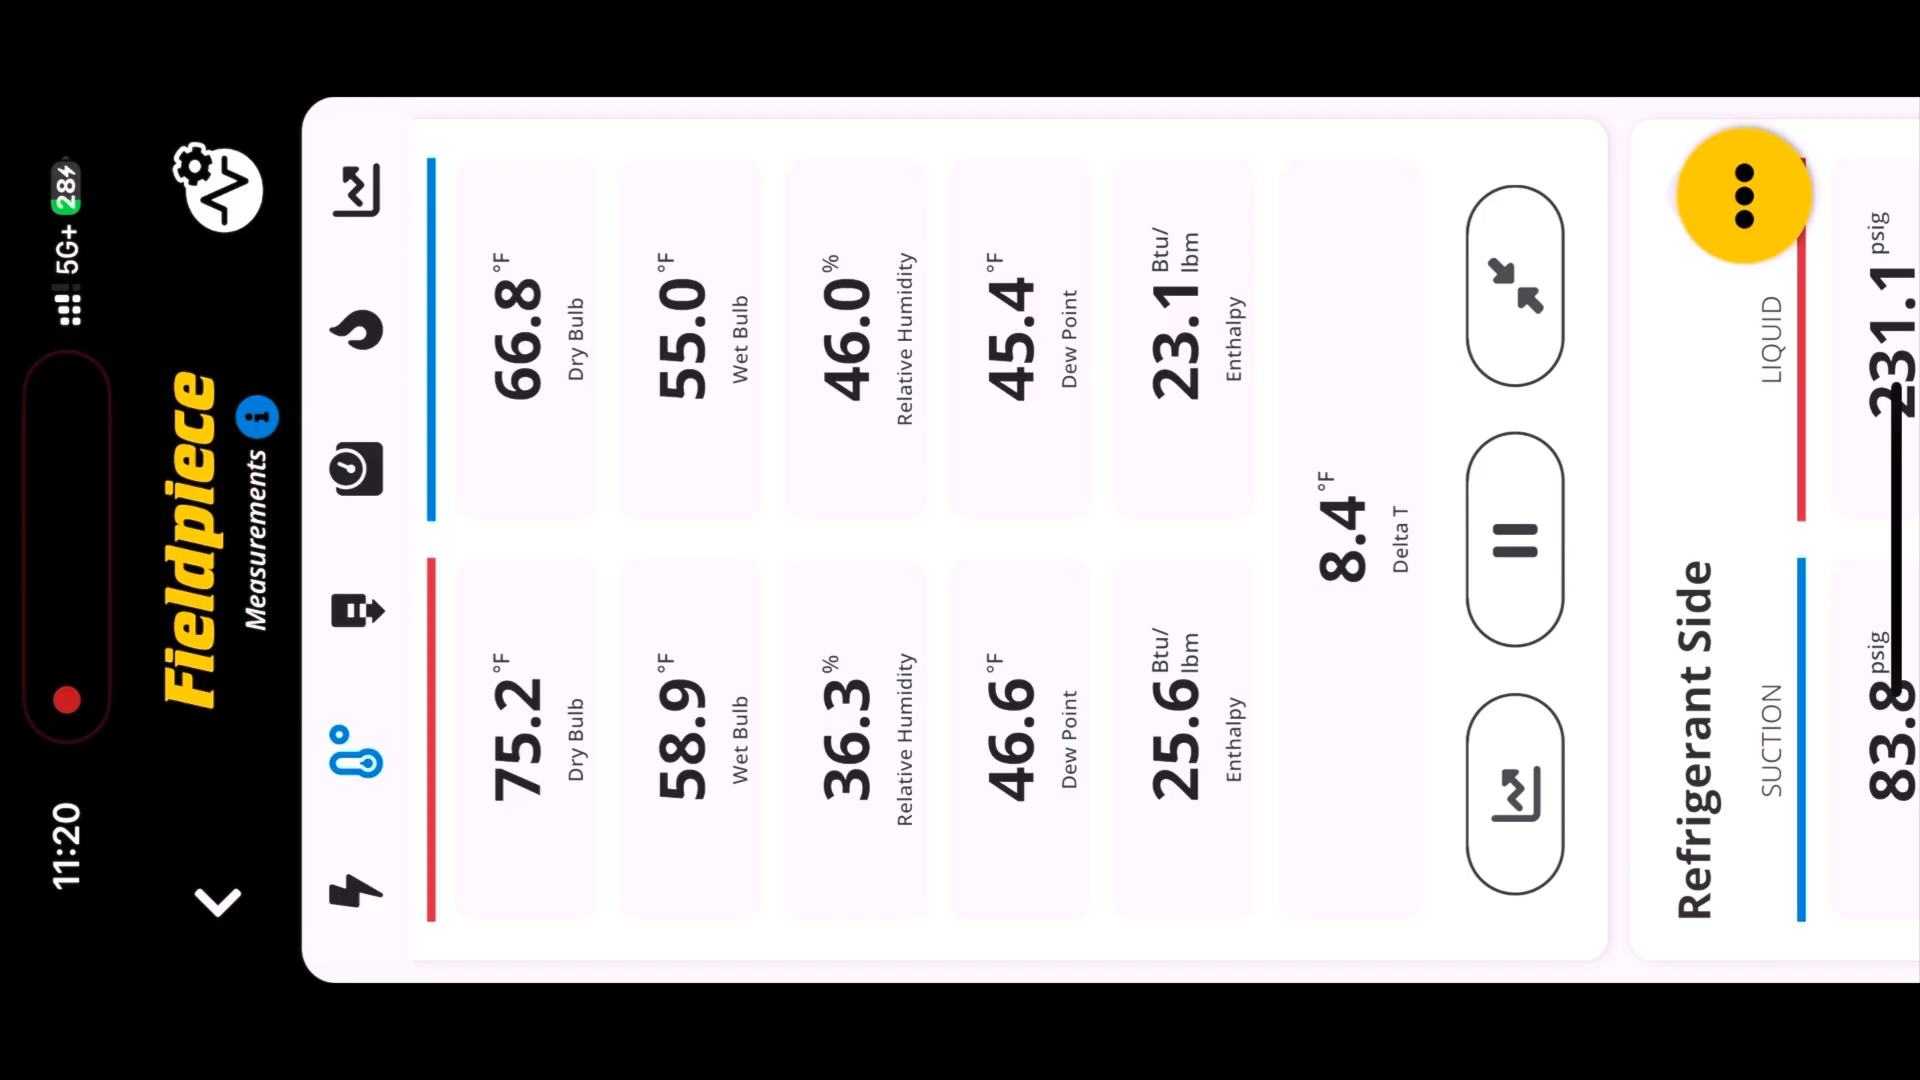 11:20
5G+ 28
Fieldpiece
Measurements
75.2 °F
Dry Bulb
66.8 °F
Dry Bulb
58.9 °F
Wet Bulb
55.0 °F
Wet Bulb
36.3 %
Relative Humidity
46.0 %
Relative Humidity
46.6 °F
Dew Point
45.4 °F
Dew Point
25.6 Btu/
lbm
Enthalpy
23.1 Btu/
lbm
Enthalpy
8.4 °F
Delta T
Refrigerant Side
SUCTION
LIQUID
83.8 psig
231.1 psig